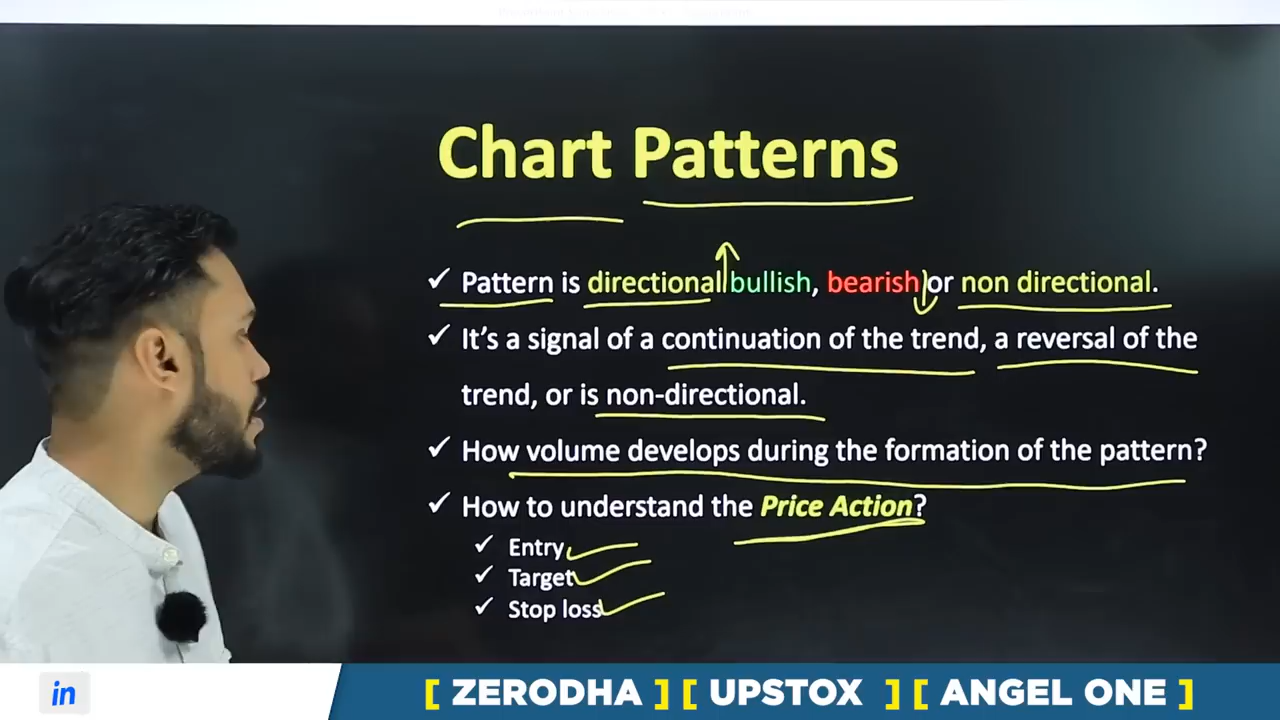 Chart Patterns
✓ Pattern is directional bullish, bearish or non directional.
✓ It's a signal of a continuation of the trend, a reversal of the
trend, or is non-directional.
✓ How volume develops during the formation of the pattern?
✓ How to understand the Price Action?
✓ Entry
✓ Target
✓ Stop loss
in
[ ZERODHA ] [ UPSTOX ] [ ANGEL ONE ]